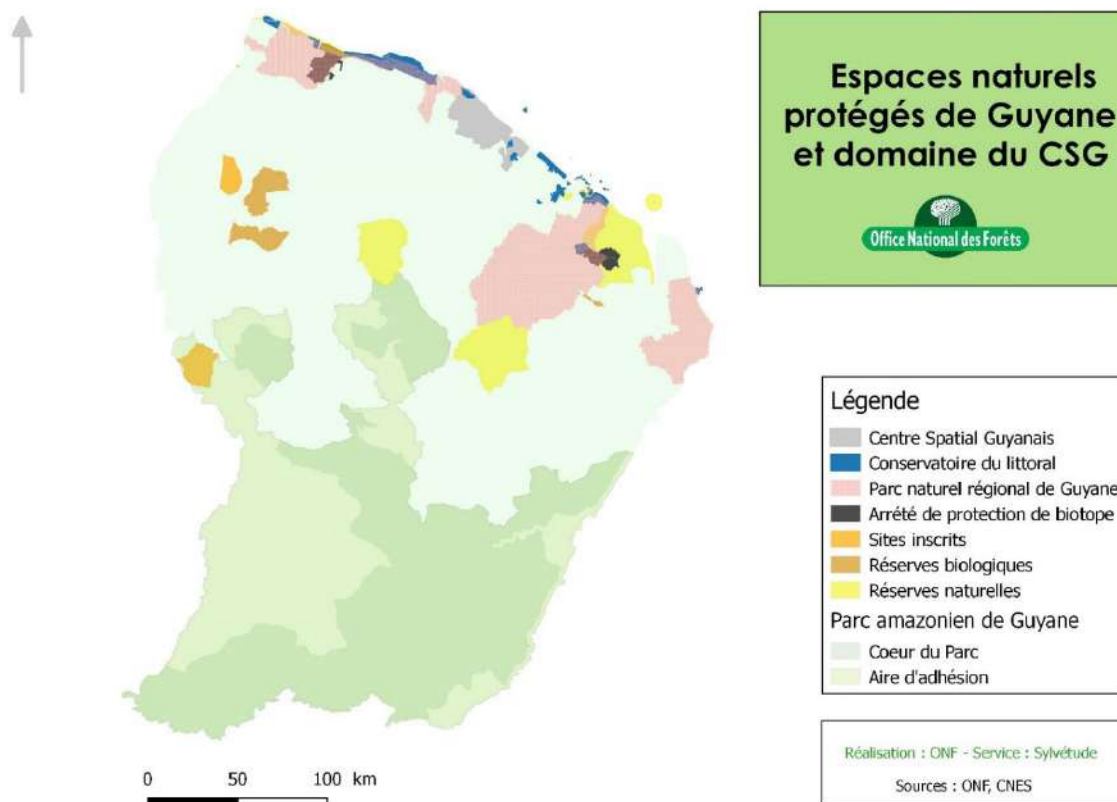 Espaces naturels
protégés de Guyane
et domaine du CSG
Office National des Forêts
Légende
Centre Spatial Guyanais
Conservatoire du littoral
Parc naturel régional de Guyane
Arrêté de protection de biotope
Sites inscrits
Réserves biologiques
Réserves naturelles
Parc amazonien de Guyane
Coeur du Parc
Aire d'adhésion
Réalisation : ONF - Service : Sylvétude
Sources : ONF, CNES
0 50 100 km